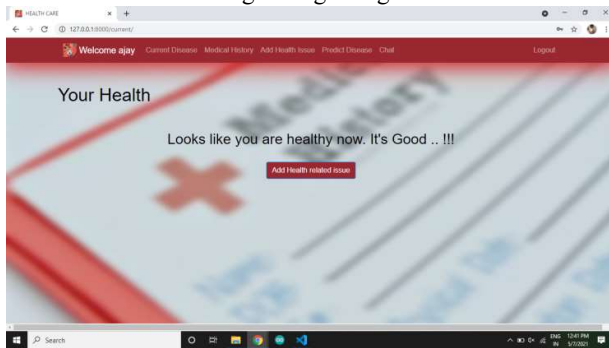 HEALTH CARE
127.0.0.1:8000/current/
Welcome ajay Current Disease Medical History Add Health Issue Predict Disease Chat Logout
Your Health
Medical
History
Looks like you are healthy now. It's Good .. !!!
Add Health related issue
Search
ENG 12:41 PM
IN 5/7/2021